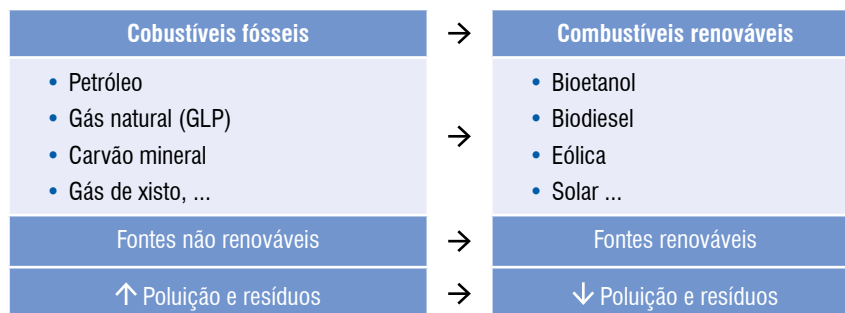 Cobustíveis fósseis → Combustíveis renováveis
• Petróleo
• Gás natural (GLP)
• Carvão mineral
• Gás de xisto, ...
→
• Bioetanol
• Biodiesel
• Eólica
• Solar ...
Fontes não renováveis → Fontes renováveis
↑ Poluição e resíduos → ↓ Poluição e resíduos